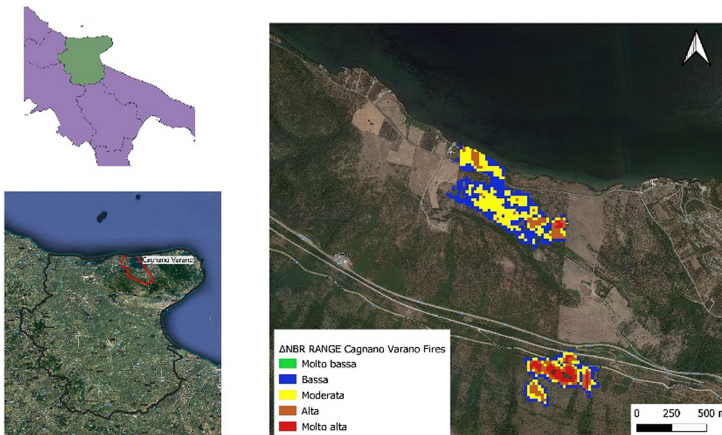 Cagnano Varano
ΔNBR RANGE Cagnano Varano Fires
Molto bassa
Bassa
Moderata
Alta
Molto alta
0 250 500 m